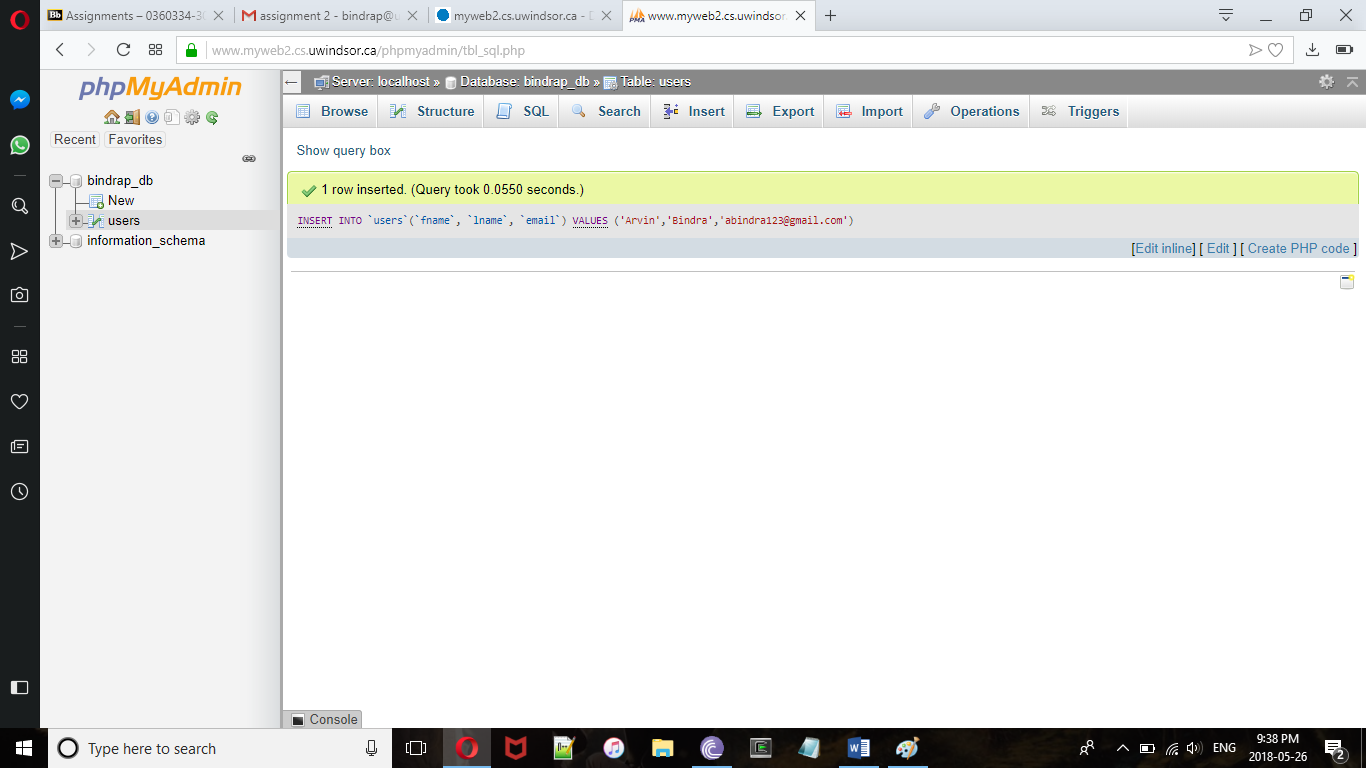 Bb Assignments – 0360334-30
assignment 2 - bindrap@u
myweb2.cs.uwindsor.ca - D
www.myweb2.cs.uwindsor.
www.myweb2.cs.uwindsor.ca/phpmyadmin/tbl_sql.php
phpMyAdmin
Recent Favorites
bindrap_db
New
users
information_schema
Server: localhost » Database: bindrap_db » Table: users
Browse Structure SQL Search Insert Export Import Operations Triggers
Show query box
1 row inserted. (Query took 0.0550 seconds.)
INSERT INTO `users`(`fname`, `lname`, `email`) VALUES ('Arvin','Bindra','abindra123@gmail.com')
[Edit inline] [ Edit ] [ Create PHP code ]
Console
Type here to search
ENG
9:38 PM
2018-05-26
2